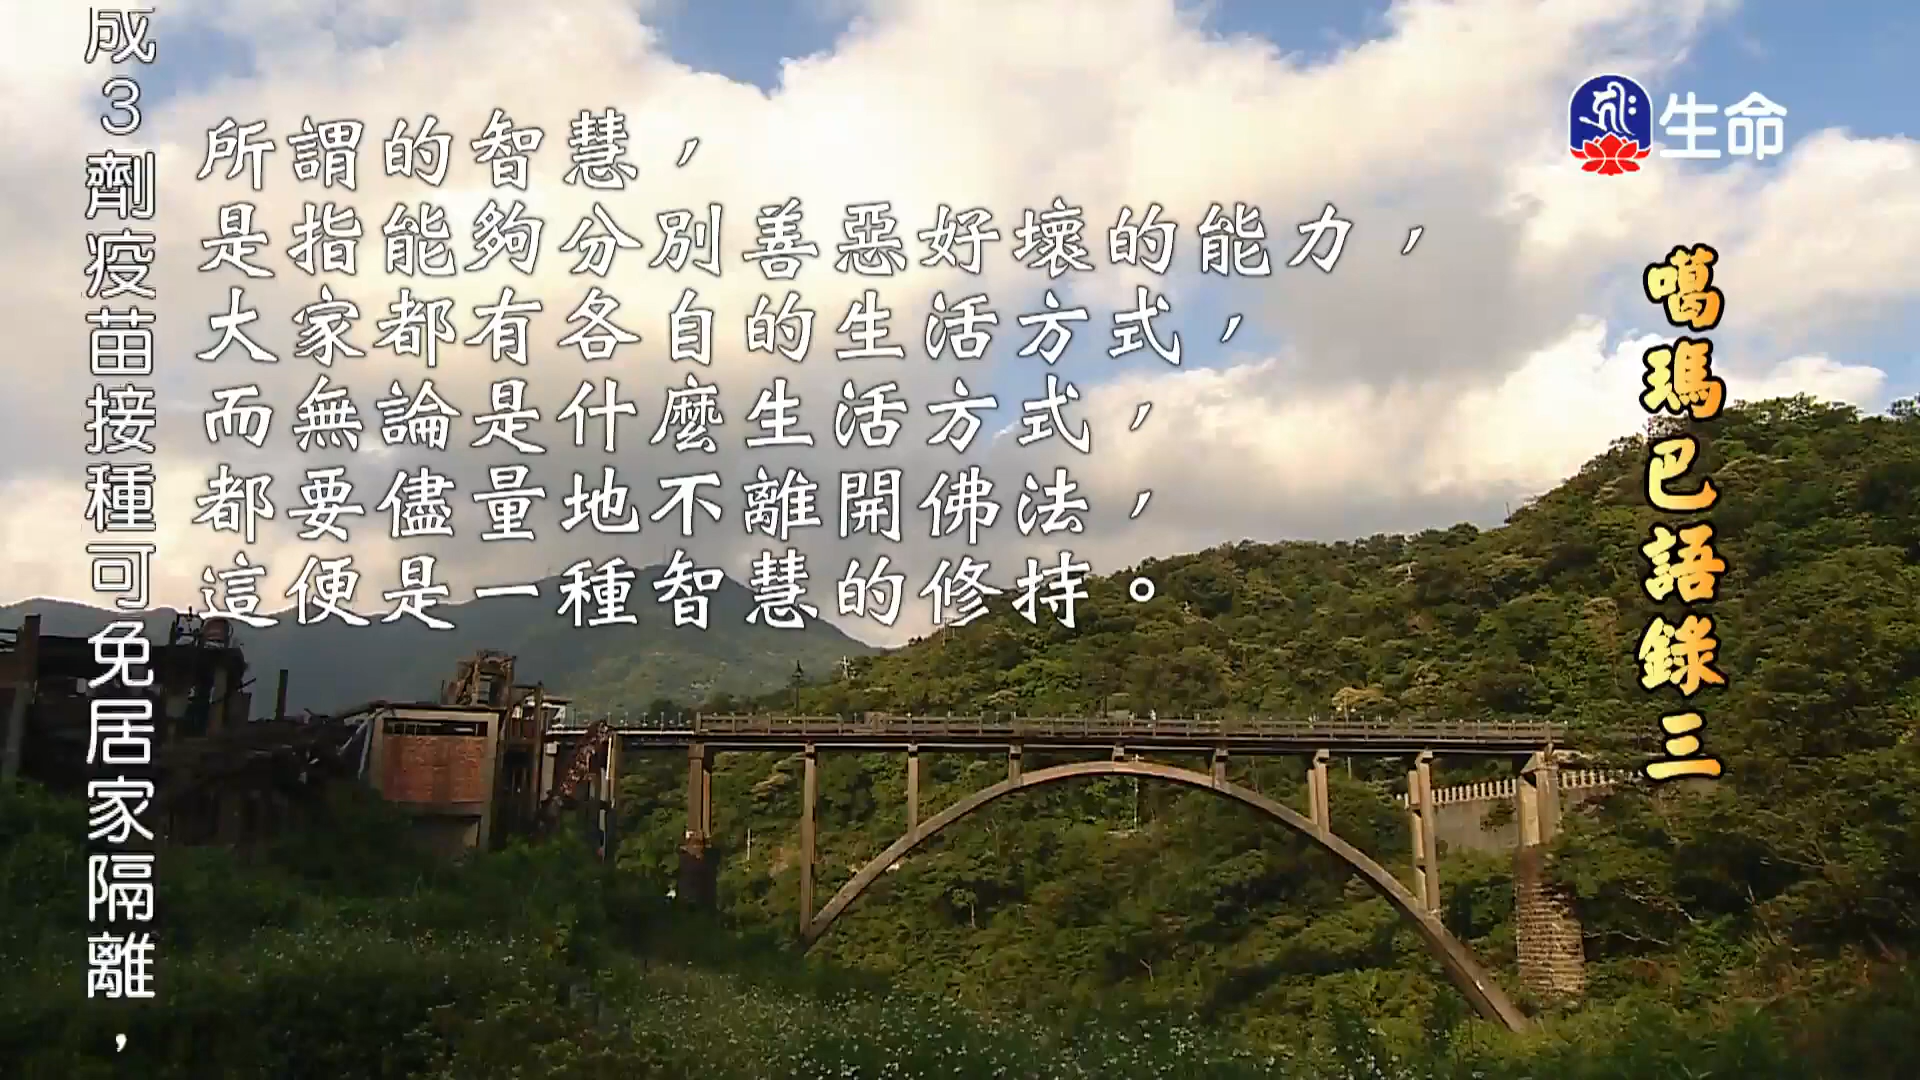 成3劑疫苗接種可免居家隔離，
所謂的智慧，
是指能夠分別善惡好壞的能力，
大家都有各自的生活方式，
而無論是什麼生活方式，
都要儘量地不離開佛法，
這便是一種智慧的修持。
生命
噶瑪巴語錄三